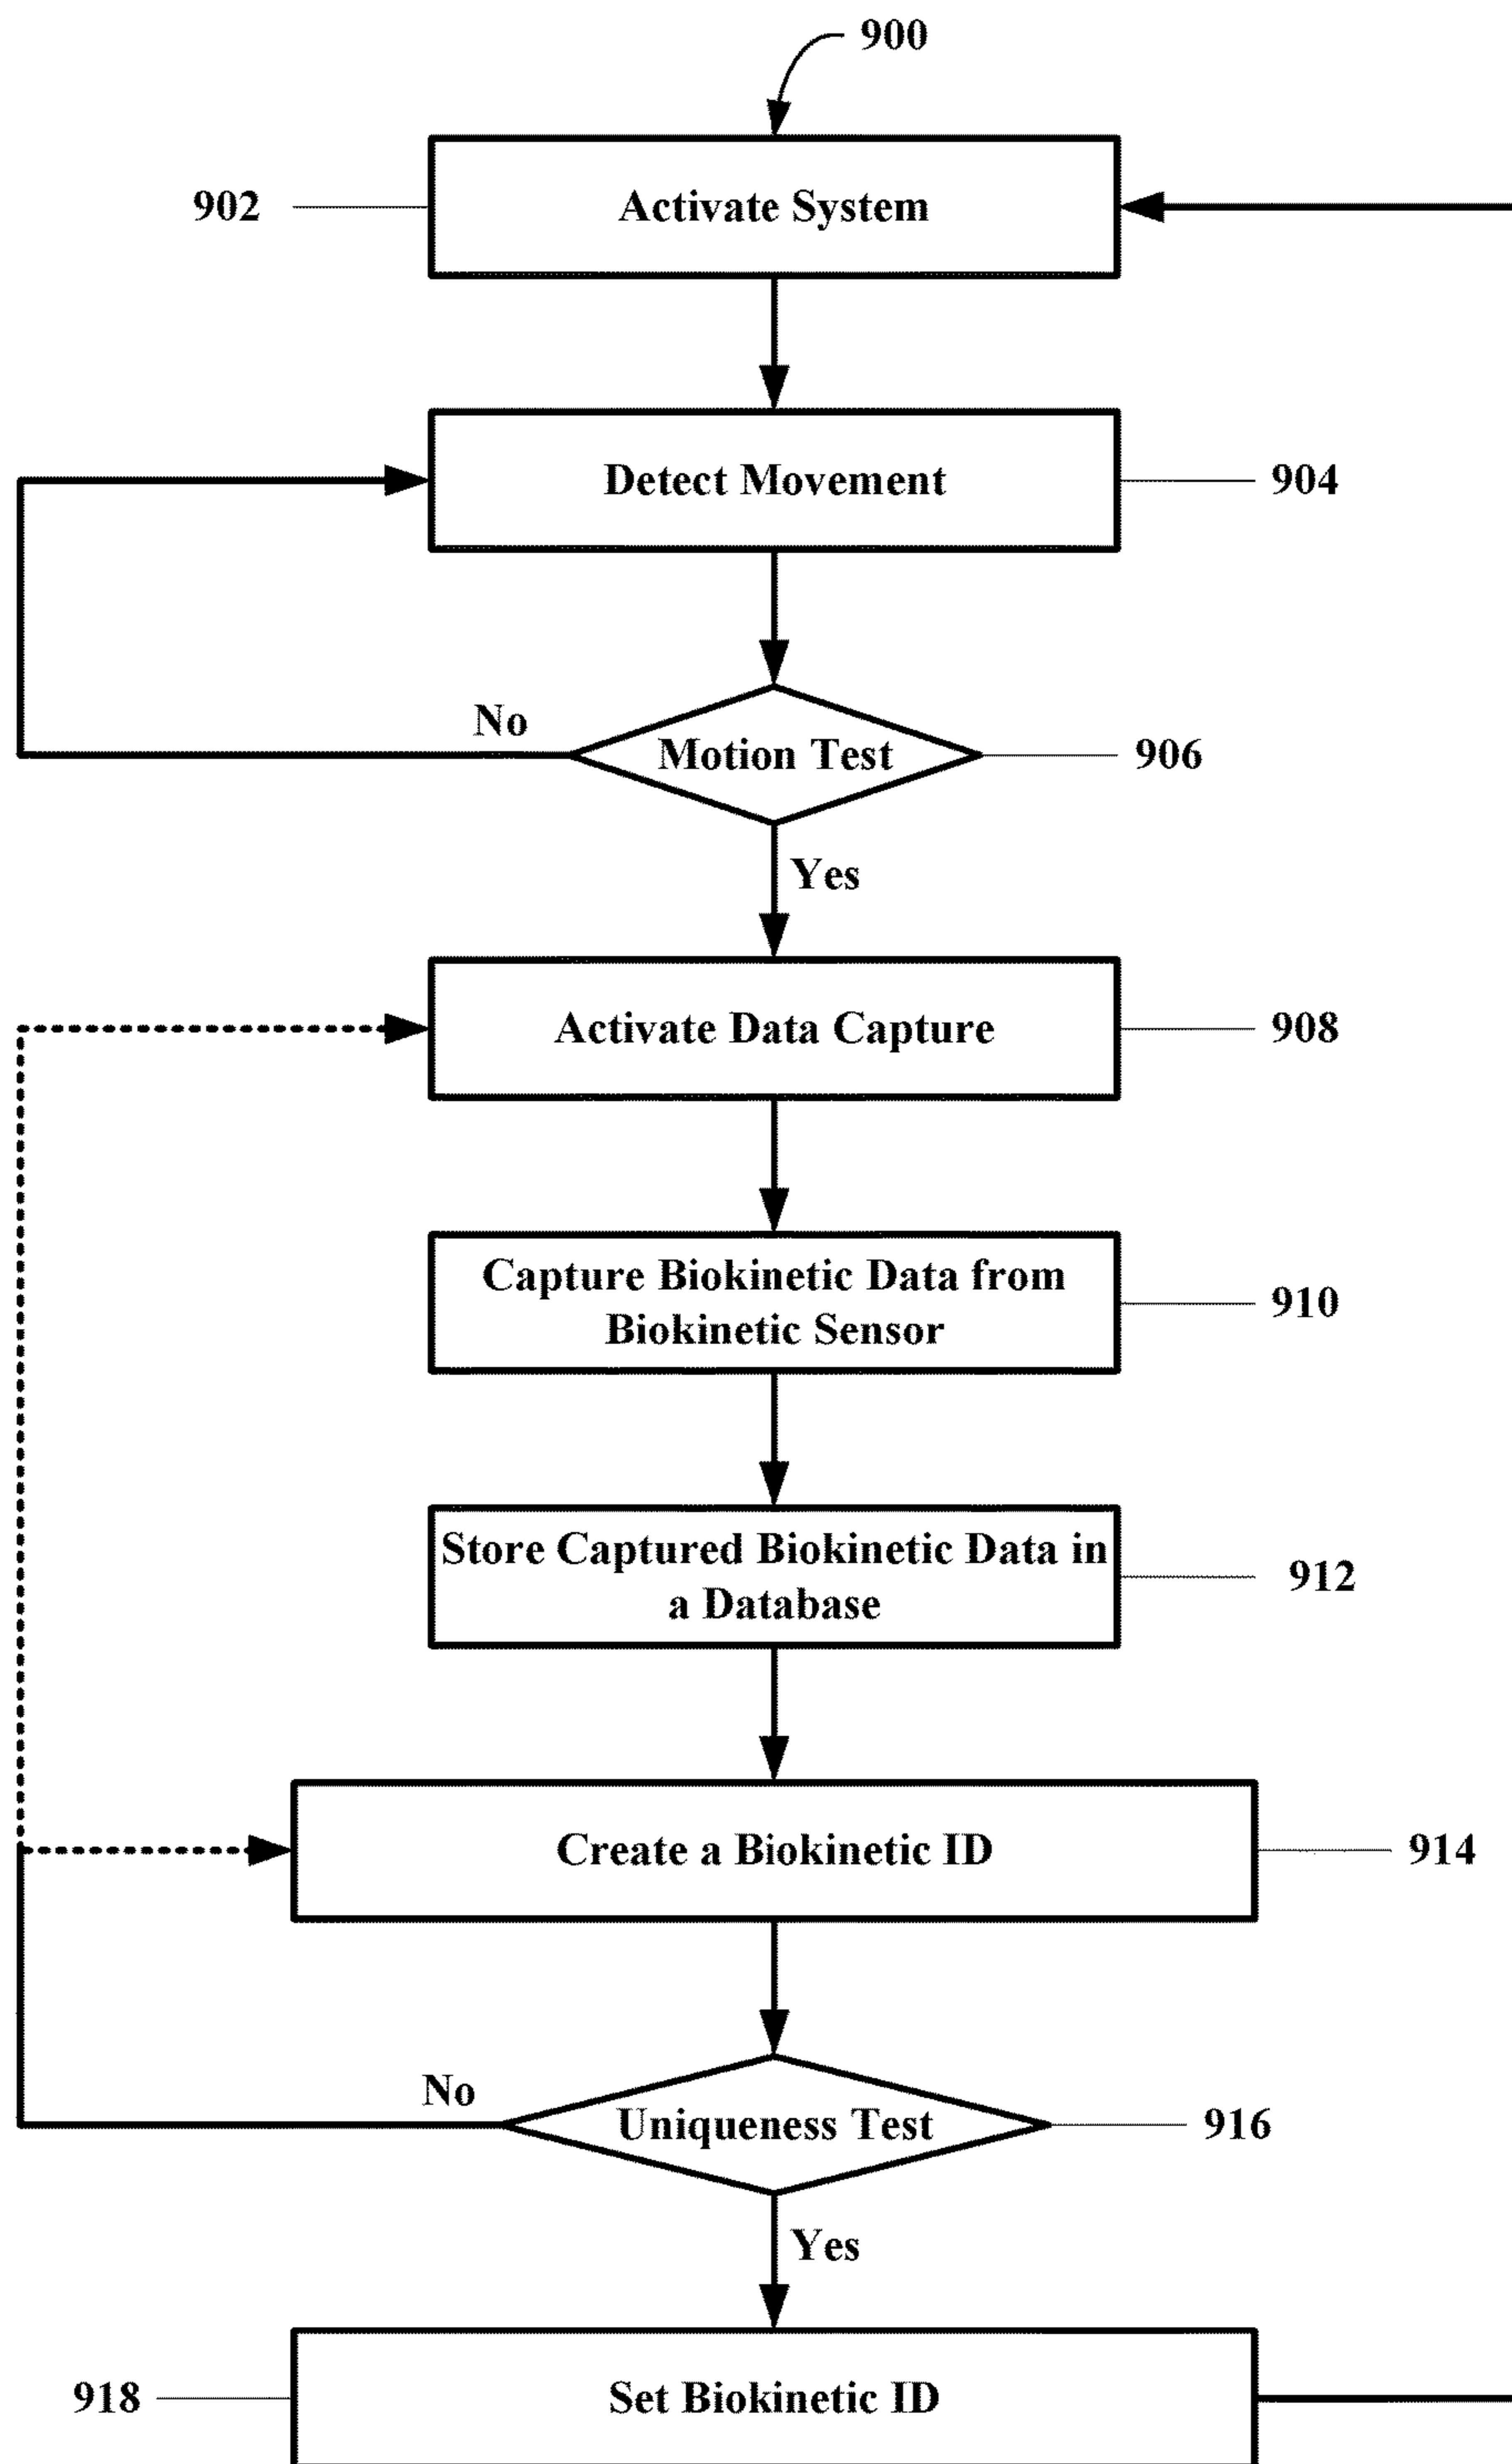 900
902
Activate System
Detect Movement
904
No
Motion Test
906
Yes
Activate Data Capture
908
Capture Biokinetic Data from
Biokinetic Sensor
910
Store Captured Biokinetic Data in
a Database
912
Create a Biokinetic ID
914
No
Uniqueness Test
916
Yes
918
Set Biokinetic ID